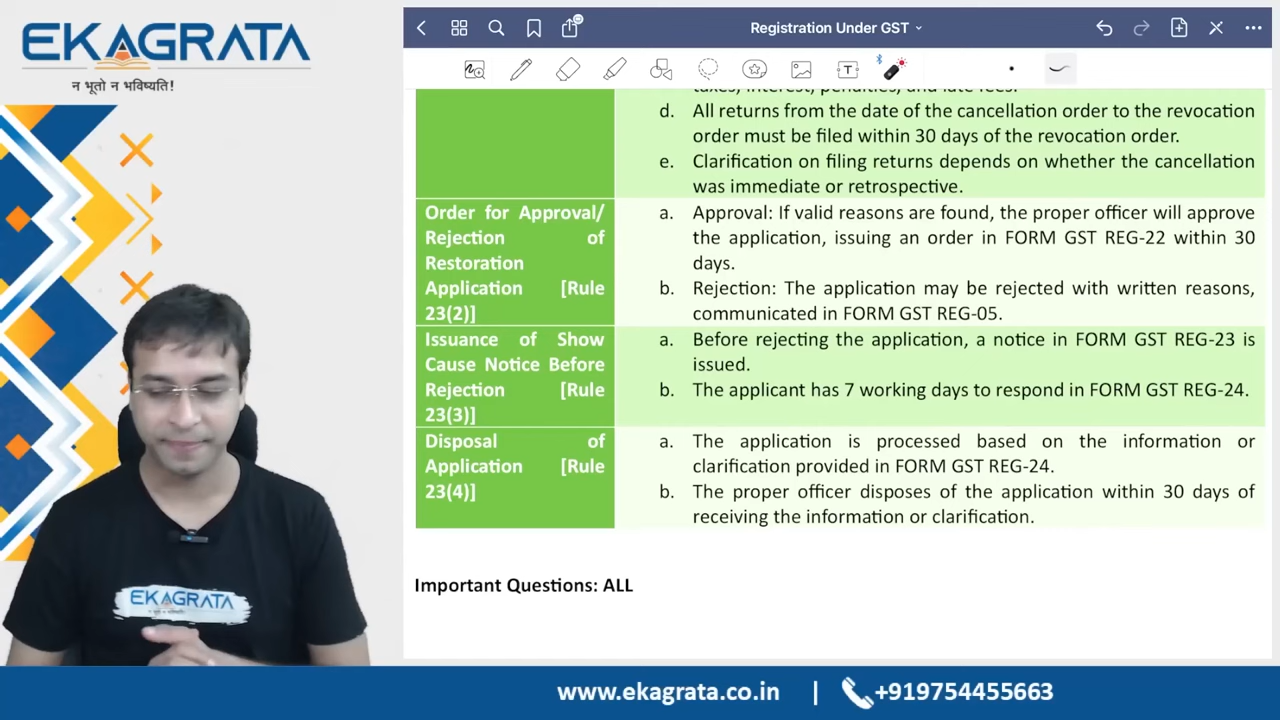 EKAGRATA
न भूतो न भविष्यति!
Registration Under GST
taxes, interest, penalties, and late fees.
d. All returns from the date of the cancellation order to the revocation
order must be filed within 30 days of the revocation order.
e. Clarification on filing returns depends on whether the cancellation
was immediate or retrospective.
Order for Approval/
Rejection of
Restoration
Application [Rule
23(2)]
a. Approval: If valid reasons are found, the proper officer will approve
the application, issuing an order in FORM GST REG-22 within 30
days.
b. Rejection: The application may be rejected with written reasons,
communicated in FORM GST REG-05.
Issuance of Show
Cause Notice Before
Rejection [Rule
23(3)]
a. Before rejecting the application, a notice in FORM GST REG-23 is
issued.
b. The applicant has 7 working days to respond in FORM GST REG-24.
Disposal of
Application [Rule
23(4)]
a. The application is processed based on the information or
clarification provided in FORM GST REG-24.
b. The proper officer disposes of the application within 30 days of
receiving the information or clarification.
Important Questions: ALL
EKAGRATA
www.ekagrata.co.in | +919754455663